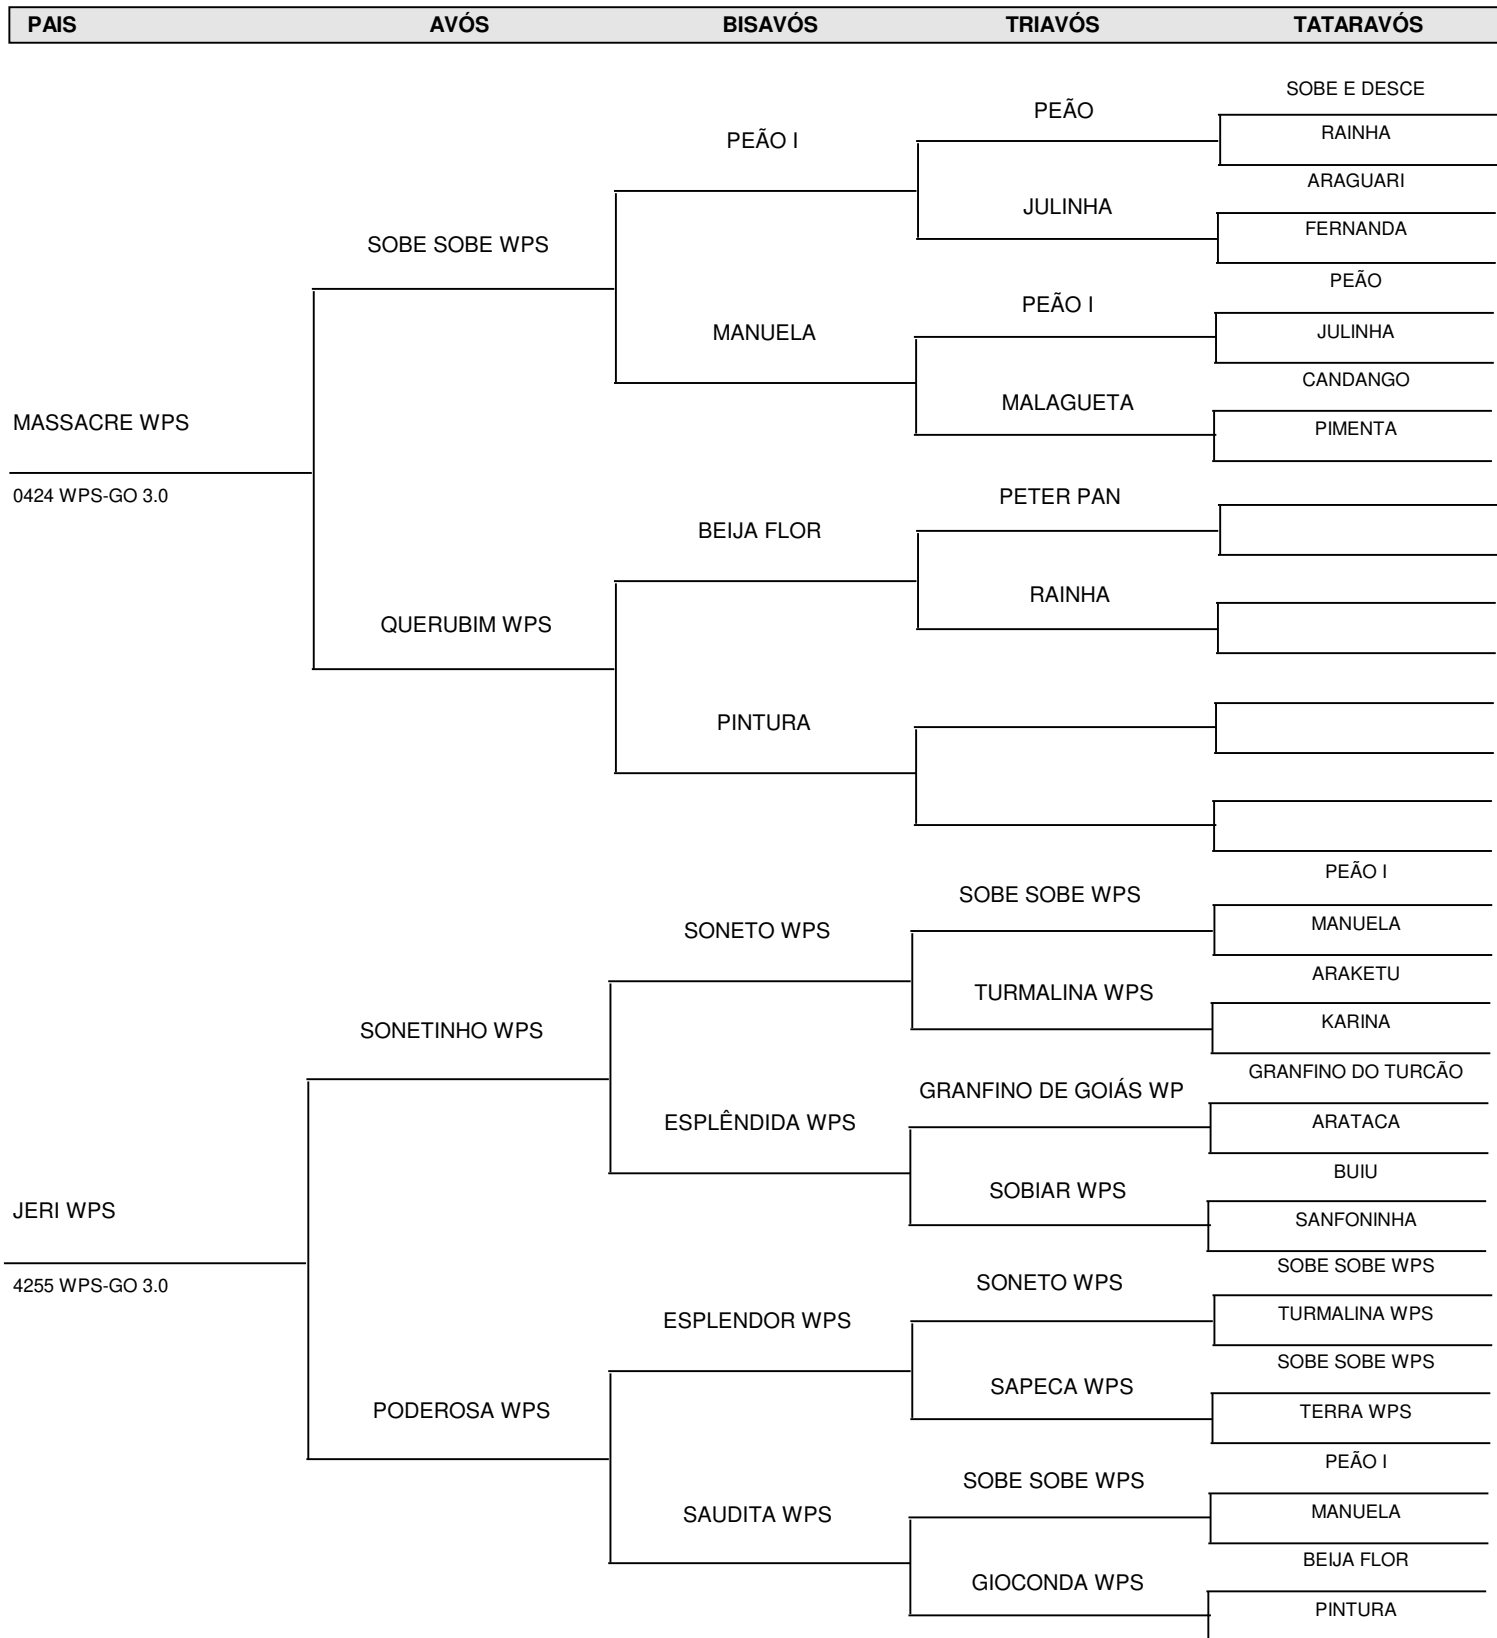 PAIS AVÓS BISAVÓS TRIAVÓS TATARAVÓS
SOBE E DESCE
PEÃO
RAINHA
PEÃO I
ARAGUARI
JULINHA
FERNANDA
SOBE SOBE WPS
PEÃO
PEÃO I
JULINHA
MANUELA
CANDANGO
MALAGUETA
MASSACRE WPS
PIMENTA
0424 WPS-GO 3.0
PETER PAN
BEIJA FLOR
RAINHA
QUERUBIM WPS
PINTURA
PEÃO I
SOBE SOBE WPS
MANUELA
SONETO WPS
ARAKETU
TURMALINA WPS
KARINA
SONETINHO WPS
GRANFINO DO TURCÃO
GRANFINO DE GOIÁS WP
ESPLÊNDIDA WPS
ARATACA
BUIU
SOBIAR WPS
JERI WPS
SANFONINHA
SOBE SOBE WPS
4255 WPS-GO 3.0
SONETO WPS
TURMALINA WPS
ESPLENDOR WPS
SOBE SOBE WPS
SAPECA WPS
PODEROSA WPS
TERRA WPS
PEÃO I
SOBE SOBE WPS
MANUELA
SAUDITA WPS
BEIJA FLOR
GIOCONDA WPS
PINTURA